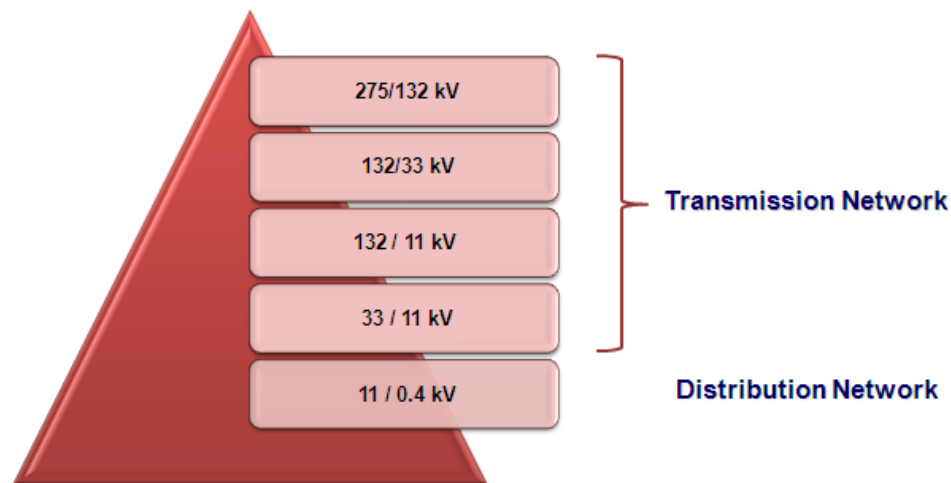 275/132 kV
132/33 kV
132 / 11 kV
33 / 11 kV
11 / 0.4 kV
Transmission Network
Distribution Network